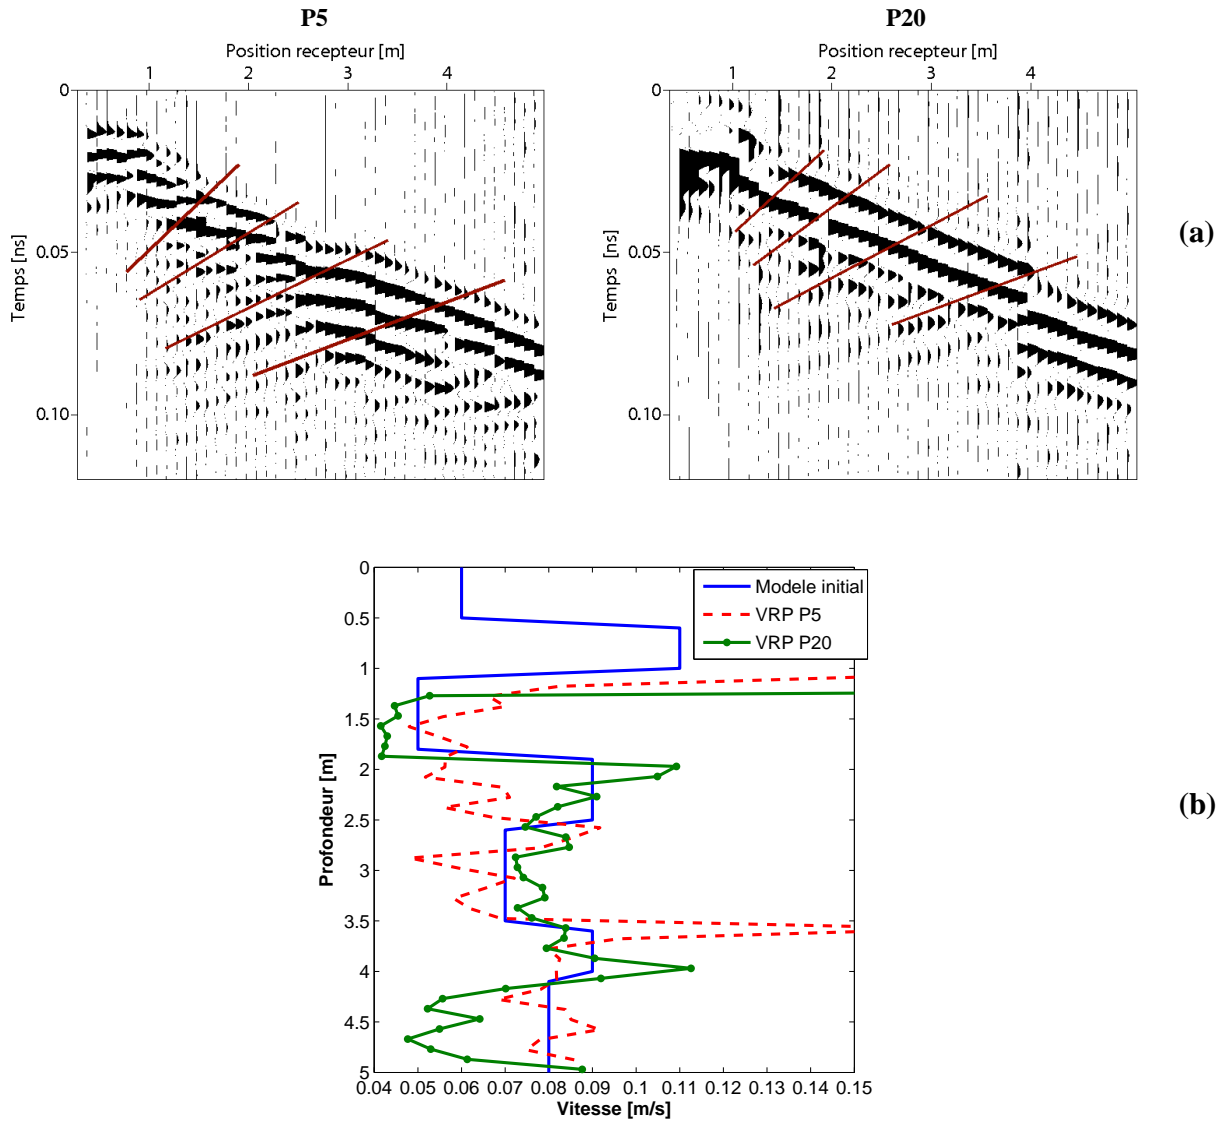 P5
P20
Position recepteur [m]
Position recepteur [m]
1 2 3 4
1 2 3 4
0
0.05
0.10
Temps [ns]
0
0.05
0.10
Temps [ns]
(a)
0
0.5
1
1.5
2
2.5
3
3.5
4
4.5
5
Profondeur [m]
Modele initial
VRP P5
VRP P20
(b)
0.04 0.05 0.06 0.07 0.08 0.09 0.1 0.11 0.12 0.13 0.14 0.15
Vitesse [m/s]